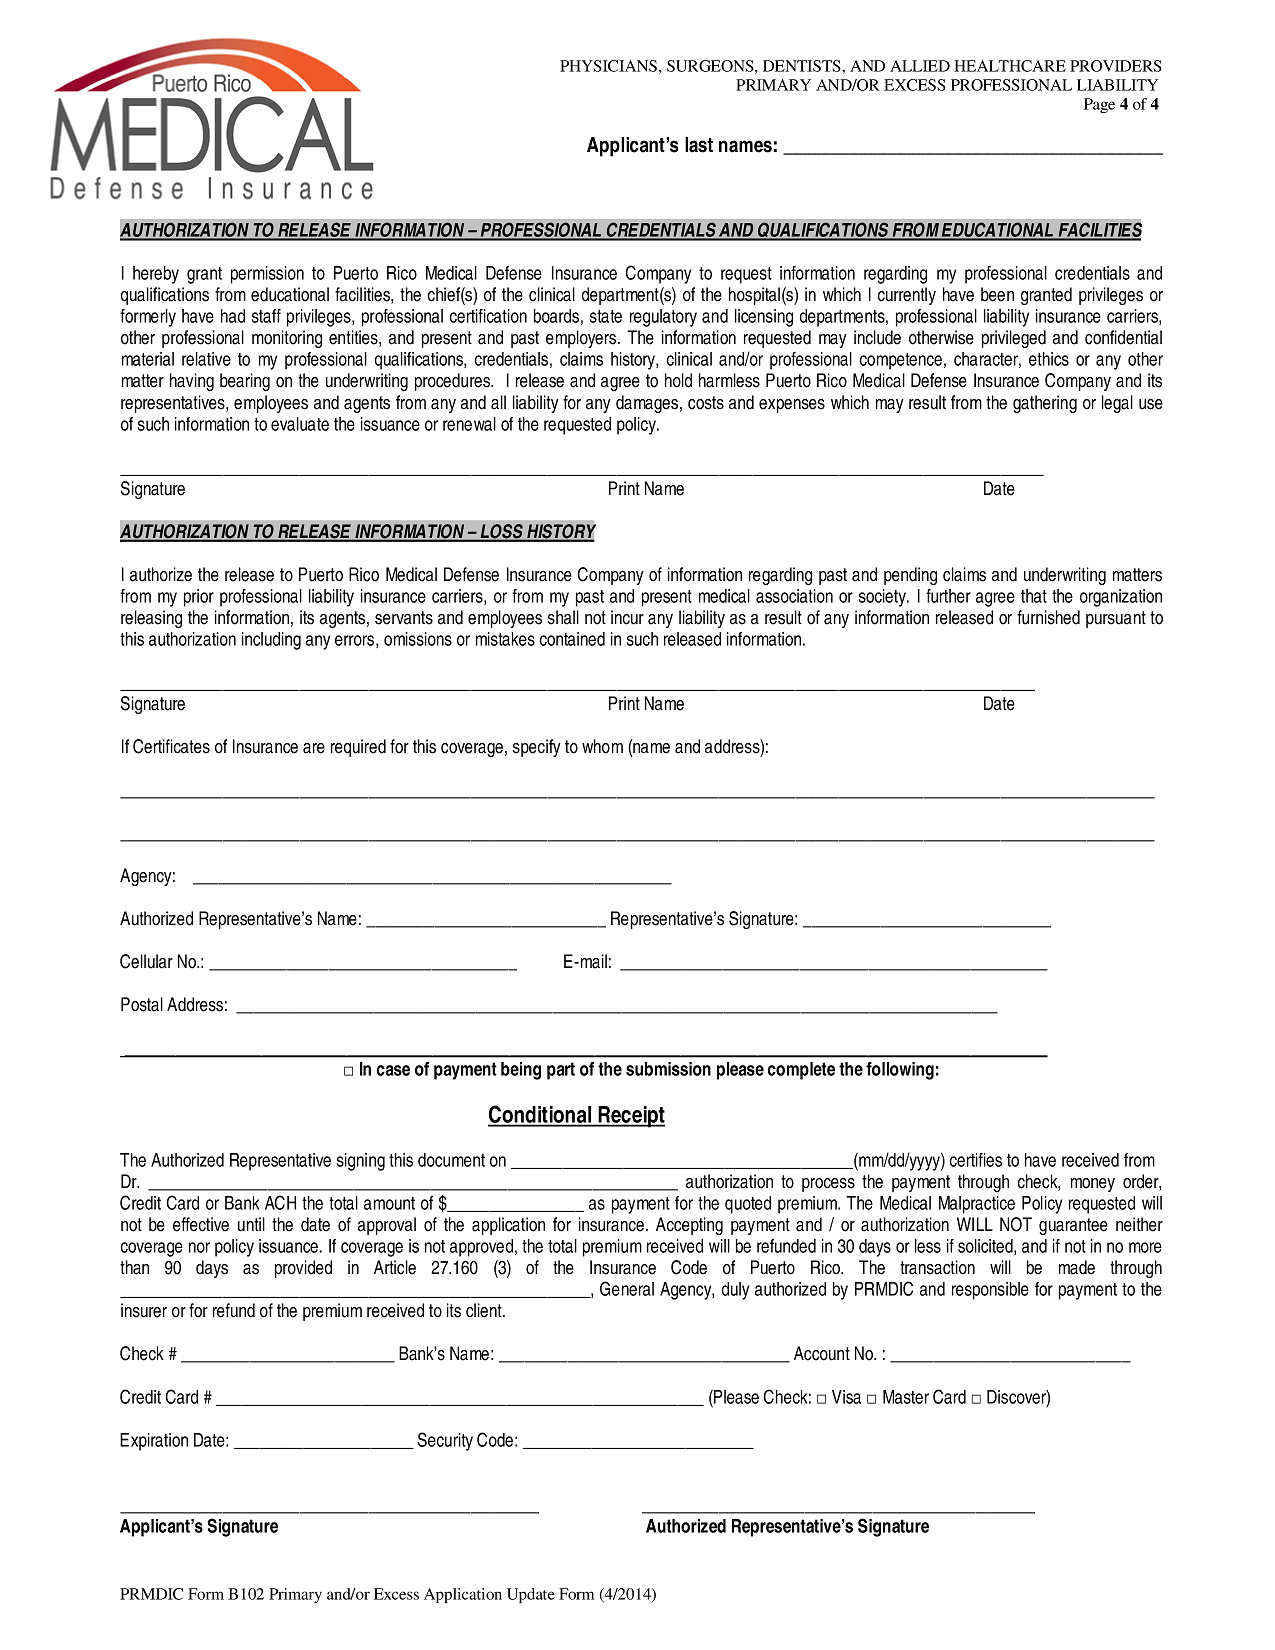 Puerto Rico
MEDICAL
Defense Insurance
PHYSICIANS, SURGEONS, DENTISTS, AND ALLIED HEALTHCARE PROVIDERS
PRIMARY AND/OR EXCESS PROFESSIONAL LIABILITY
Page 4 of 4
Applicant’s last names: ____________________________________
AUTHORIZATION TO RELEASE INFORMATION – PROFESSIONAL CREDENTIALS AND QUALIFICATIONS FROM EDUCATIONAL FACILITIES
I hereby grant permission to Puerto Rico Medical Defense Insurance Company to request information regarding my professional credentials and
qualifications from educational facilities, the chief(s) of the clinical department(s) of the hospital(s) in which I currently have been granted privileges or
formerly have had staff privileges, professional certification boards, state regulatory and licensing departments, professional liability insurance carriers,
other professional monitoring entities, and present and past employers. The information requested may include otherwise privileged and confidential
material relative to my professional qualifications, credentials, claims history, clinical and/or professional competence, character, ethics or any other
matter having bearing on the underwriting procedures. I release and agree to hold harmless Puerto Rico Medical Defense Insurance Company and its
representatives, employees and agents from any and all liability for any damages, costs and expenses which may result from the gathering or legal use
of such information to evaluate the issuance or renewal of the requested policy.
Signature Print Name Date
AUTHORIZATION TO RELEASE INFORMATION – LOSS HISTORY
I authorize the release to Puerto Rico Medical Defense Insurance Company of information regarding past and pending claims and underwriting matters
from my prior professional liability insurance carriers, or from my past and present medical association or society. I further agree that the organization
releasing the information, its agents, servants and employees shall not incur any liability as a result of any information released or furnished pursuant to
this authorization including any errors, omissions or mistakes contained in such released information.
Signature Print Name Date
If Certificates of Insurance are required for this coverage, specify to whom (name and address):
Agency: ____________________
Authorized Representative’s Name: ____________________ Representative’s Signature: ____________________
Cellular No.: ____________________ E-mail: ____________________
Postal Address: ____________________
□ In case of payment being part of the submission please complete the following:
Conditional Receipt
The Authorized Representative signing this document on ____________________(mm/dd/yyyy) certifies to have received from
Dr. ____________________ authorization to process the payment through check, money order,
Credit Card or Bank ACH the total amount of $________________ as payment for the quoted premium. The Medical Malpractice Policy requested will
not be effective until the date of approval of the application for insurance. Accepting payment and / or authorization WILL NOT guarantee neither
coverage nor policy issuance. If coverage is not approved, the total premium received will be refunded in 30 days or less if solicited, and if not in no more
than 90 days as provided in Article 27.160 (3) of the Insurance Code of Puerto Rico. The transaction will be made through
____________________, General Agency, duly authorized by PRMDIC and responsible for payment to the
insurer or for refund of the premium received to its client.
Check # ____________________ Bank’s Name: ____________________ Account No. : ____________________
Credit Card # ____________________ (Please Check: □ Visa □ Master Card □ Discover)
Expiration Date: ____________________ Security Code: ____________________
Applicant’s Signature Authorized Representative’s Signature
PRMDIC Form B102 Primary and/or Excess Application Update Form (4/2014)